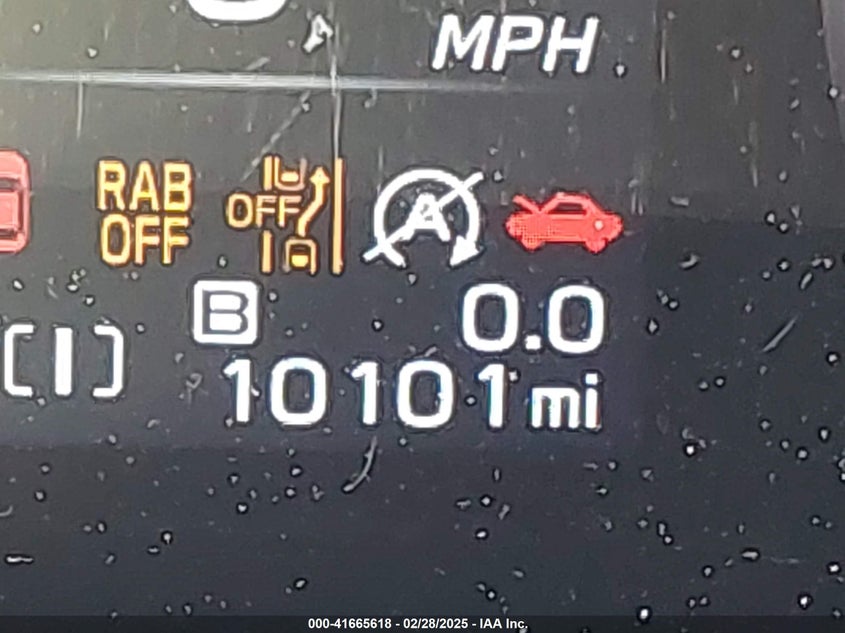 MPH
RAB
OFF
OFF
A
B 0.0
10101 mi
000-41665618 - 02/28/2025 - IAA Inc.